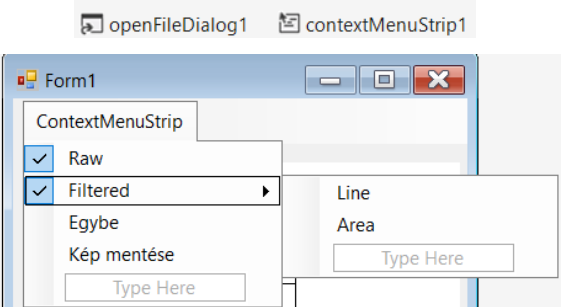 openFileDialog1 contextMenuStrip1
Form1
ContextMenuStrip
Raw
Filtered
Line
Egybe
Area
Kép mentése
Type Here
Type Here